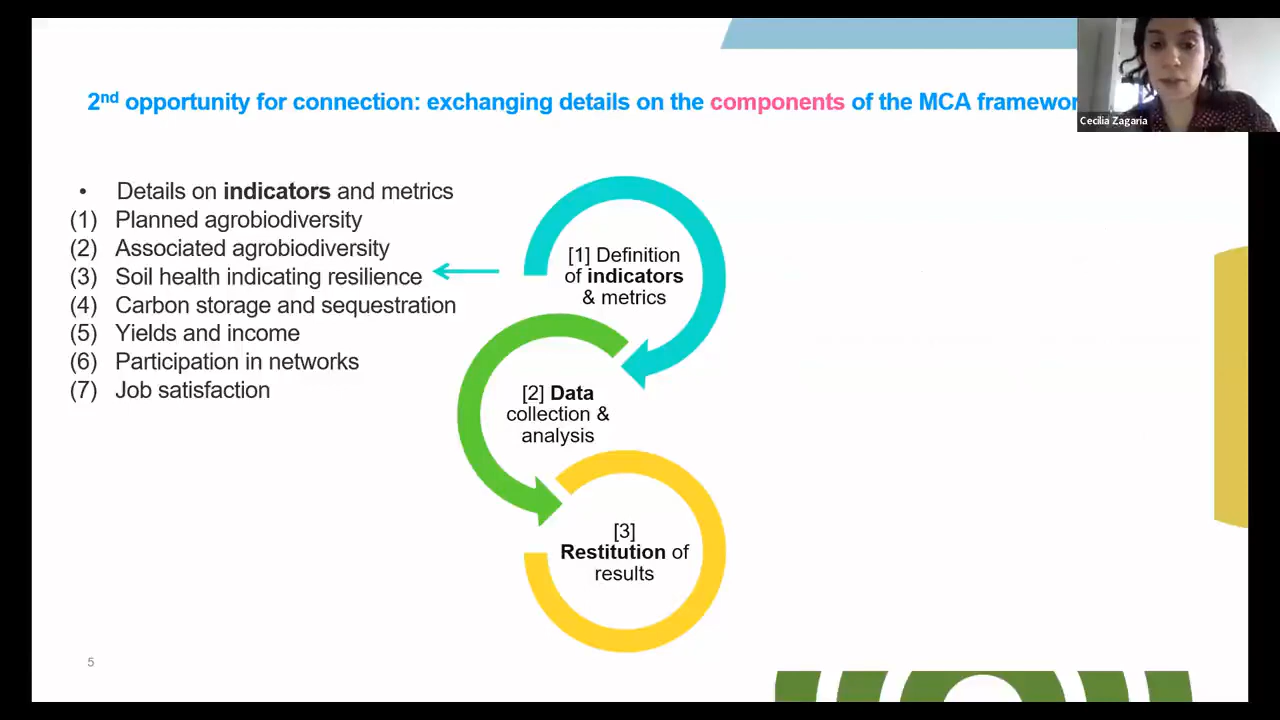 2nd opportunity for connection: exchanging details on the components of the MCA framewor
Cecilia Zagaria
• Details on indicators and metrics
(1) Planned agrobiodiversity
(2) Associated agrobiodiversity
(3) Soil health indicating resilience
(4) Carbon storage and sequestration
(5) Yields and income
(6) Participation in networks
(7) Job satisfaction
[1] Definition
of indicators
& metrics
[2] Data
collection &
analysis
[3]
Restitution of
results
5